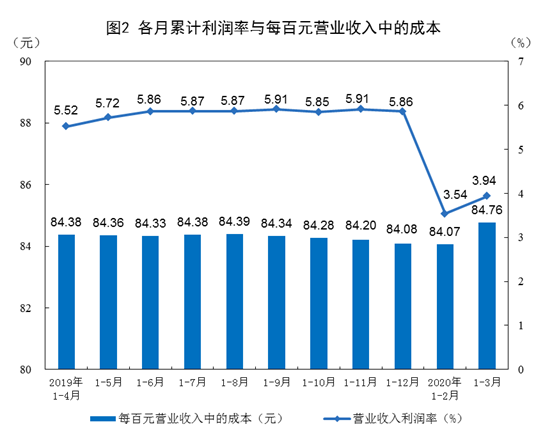 图2 各月累计利润率与每百元营业收入中的成本
（元） （%）
90 7
88 6
86 5
84 4
82 3
80 2
1
0
5.52 5.72 5.86 5.87 5.87 5.91 5.85 5.91 5.86 3.54 3.94
84.38 84.36 84.33 84.38 84.39 84.34 84.28 84.20 84.08 84.07 84.76
2019年 1-5月 1-6月 1-7月 1-8月 1-9月 1-10月 1-11月 1-12月 2020年 1-3月
1-4月 1-2月
每百元营业收入中的成本（元） 营业收入利润率（%）